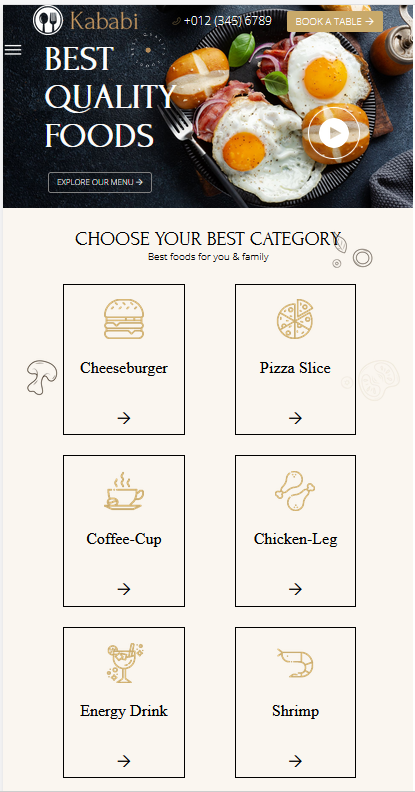 Kababi
+012 (345) 6789
BOOK A TABLE →
BEST
QUALITY
FOODS
EXPLORE OUR MENU →
CHOOSE YOUR BEST CATEGORY
Best foods for you & family
Cheeseburger
Pizza Slice
Coffee-Cup
Chicken-Leg
Energy Drink
Shrimp